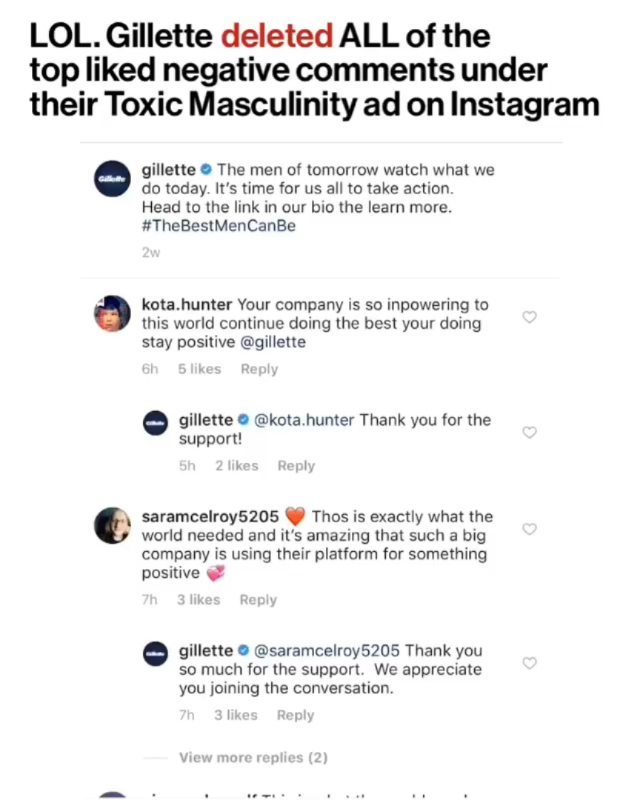 LOL. Gillette deleted ALL of the
top liked negative comments under
their Toxic Masculinity ad on Instagram
Gillette
gillette The men of tomorrow watch what we
do today. It's time for us all to take action.
Head to the link in our bio the learn more.
#TheBestMenCanBe
2w
kota.hunter Your company is so inpowering to
this world continue doing the best your doing
stay positive @gillette
6h 5 likes Reply
gillette @kota.hunter Thank you for the
support!
5h 2 likes Reply
saramcelroy5205 🧡 Thos is exactly what the
world needed and it's amazing that such a big
company is using their platform for something
positive 💞
7h 3 likes Reply
gillette @saramcelroy5205 Thank you
so much for the support. We appreciate
you joining the conversation.
7h 3 likes Reply
View more replies (2)